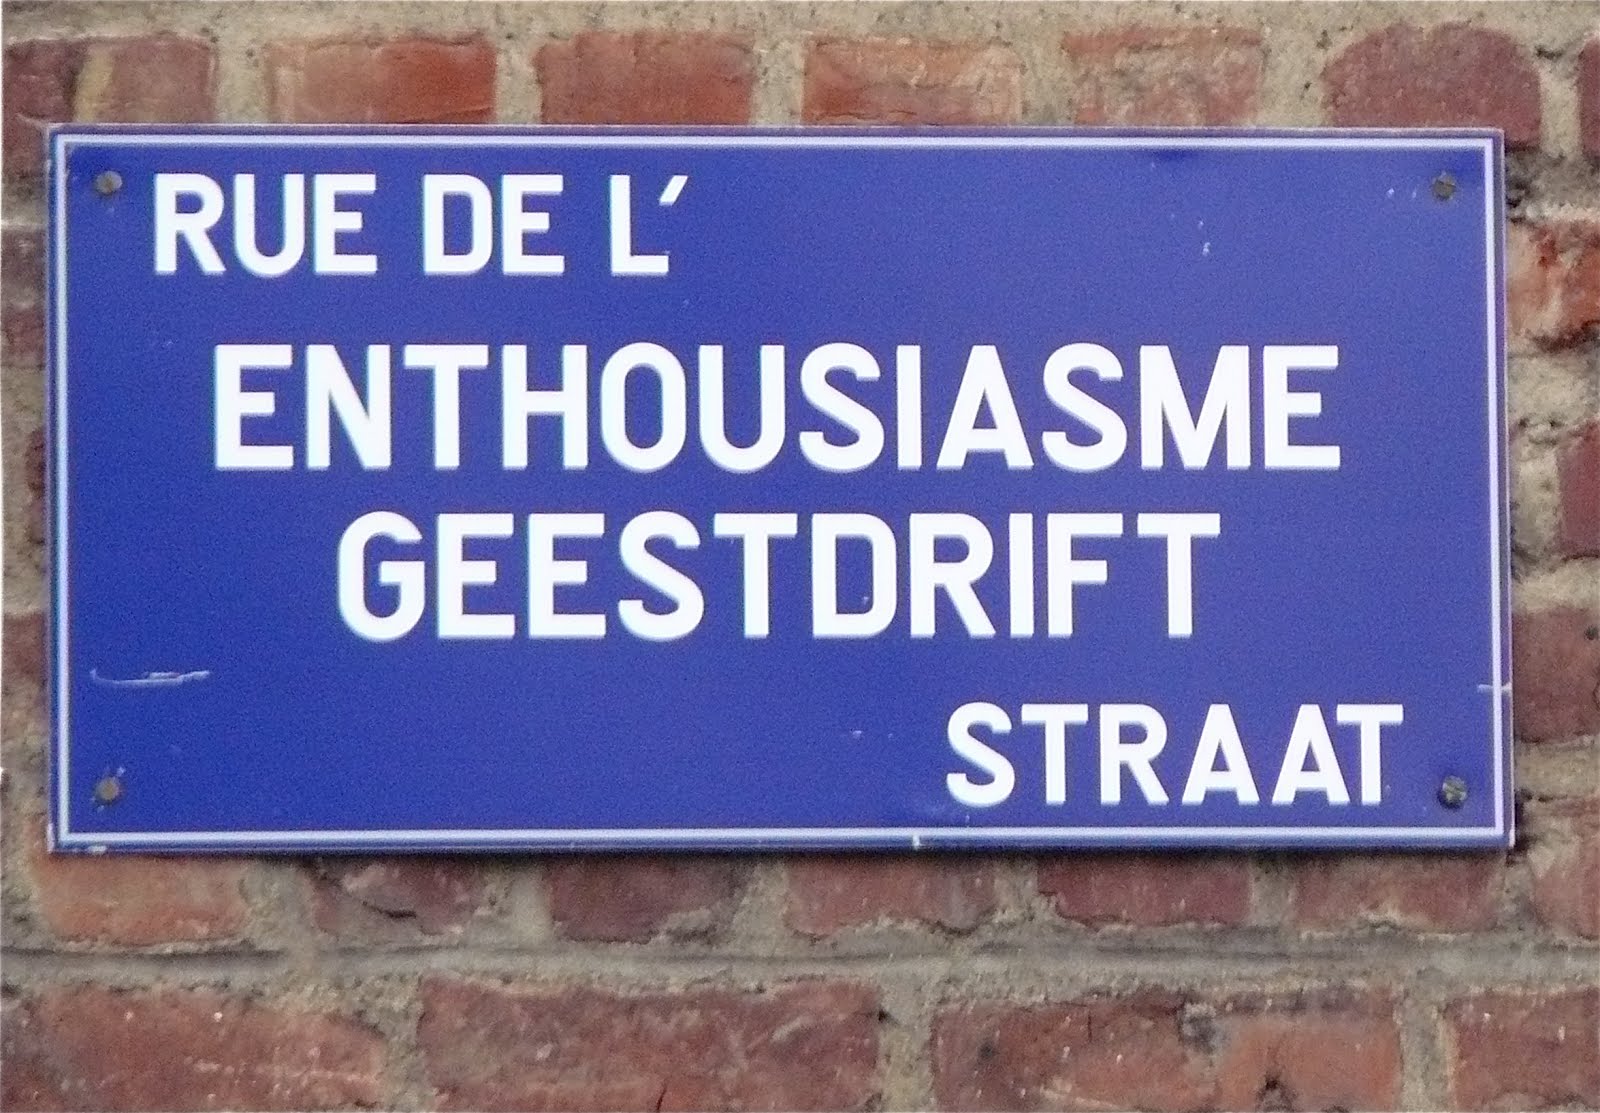 RUE DE L'
ENTHOUSIASME
GEESTDRIFT
STRAAT